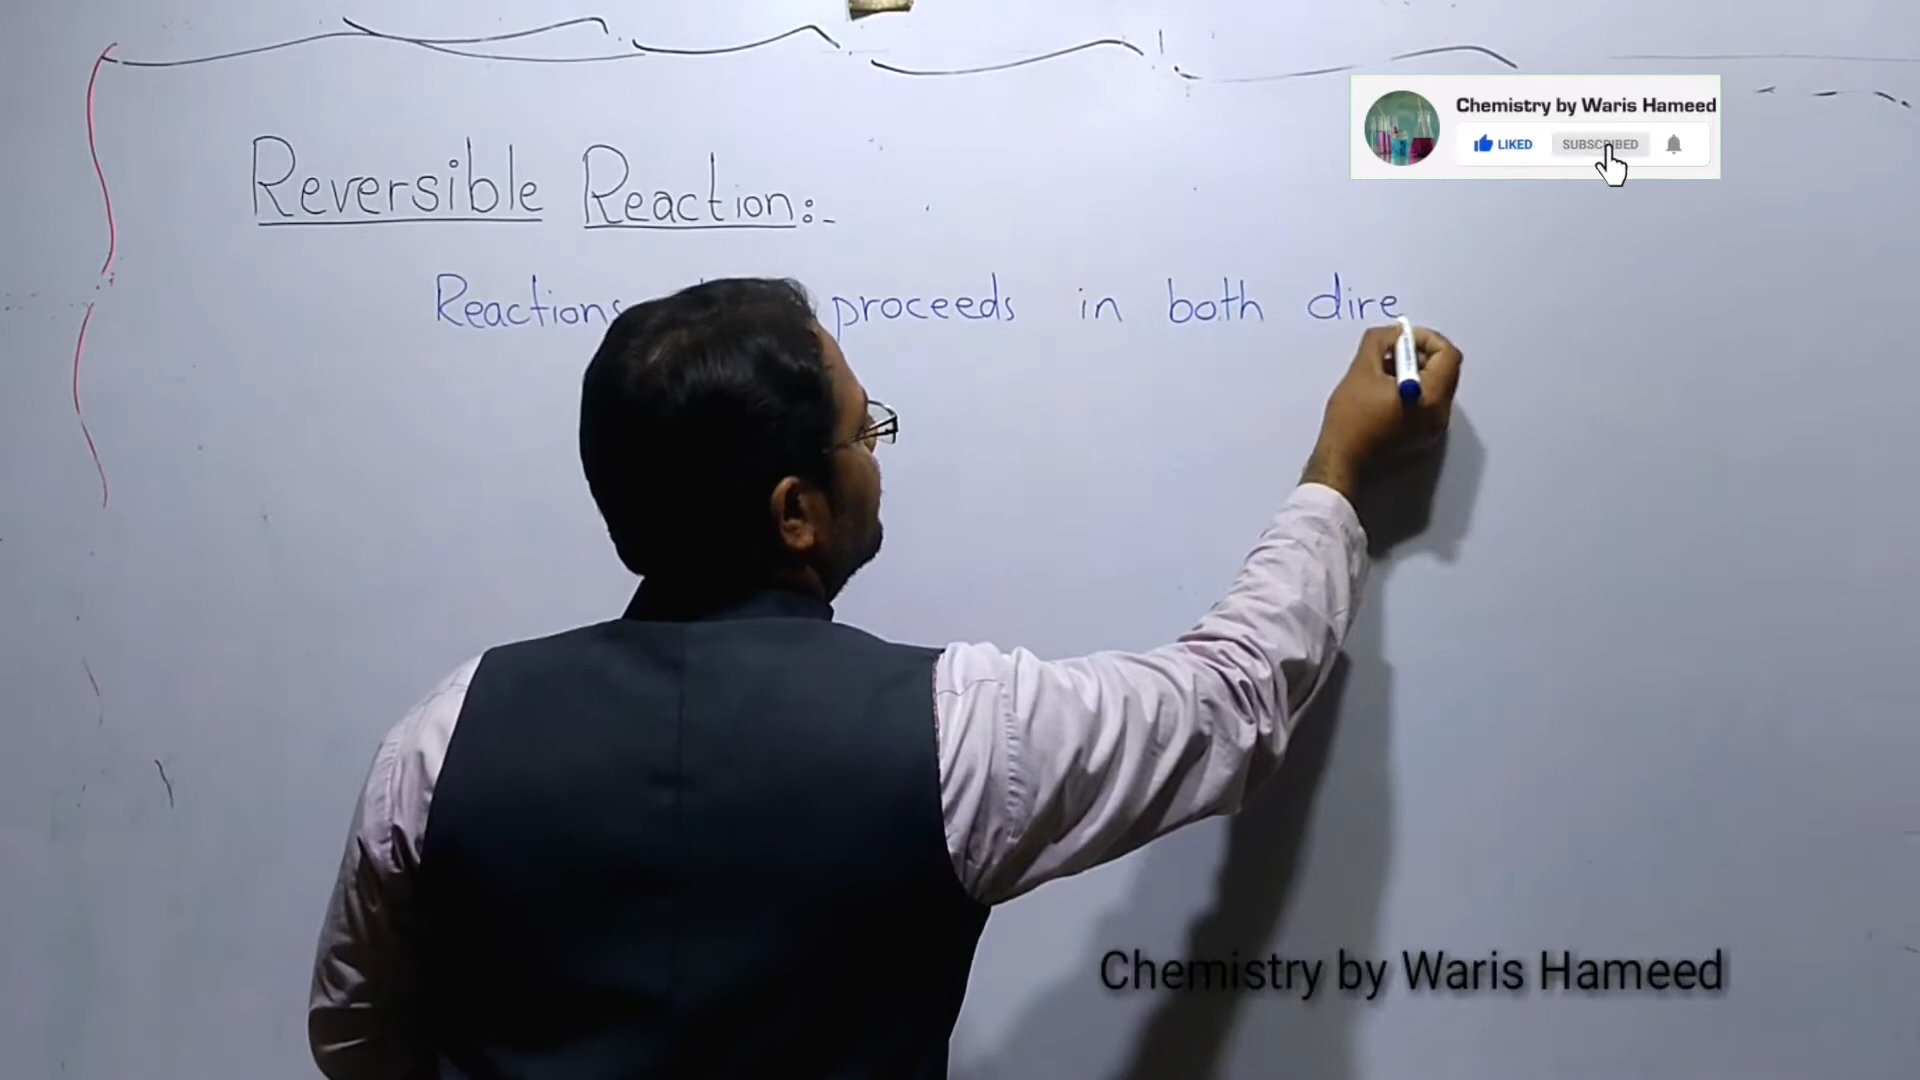 Chemistry by Waris Hameed
LIKED SUBSCRIBED
Reversible Reaction:-
Reactions proceeds in both dire
Chemistry by Waris Hameed